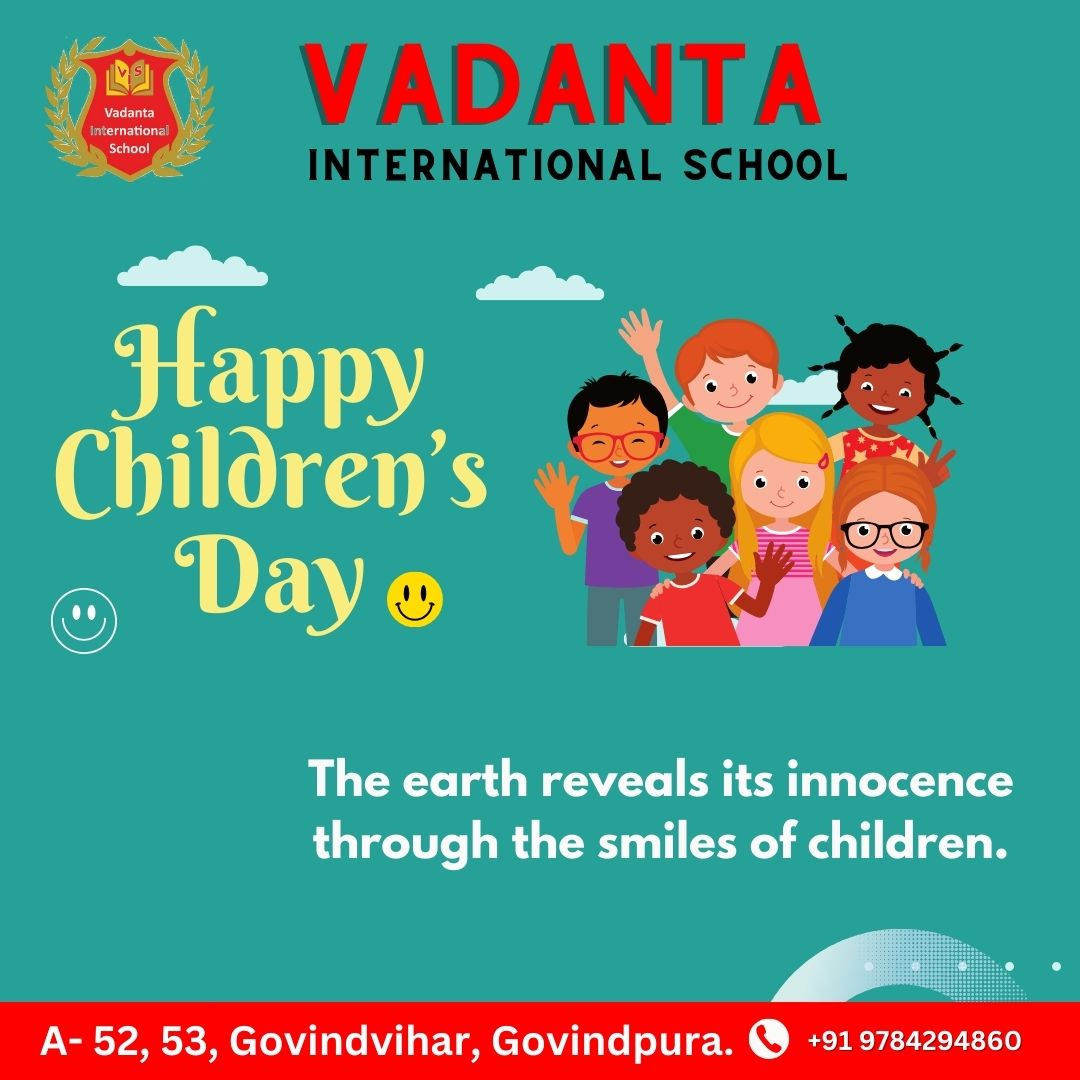 VS
Vadanta
International
School
VADANTA
INTERNATIONAL SCHOOL
Happy
Children's
Day
The earth reveals its innocence
through the smiles of children.
A- 52, 53, Govindvihar, Govindpura. +91 9784294860